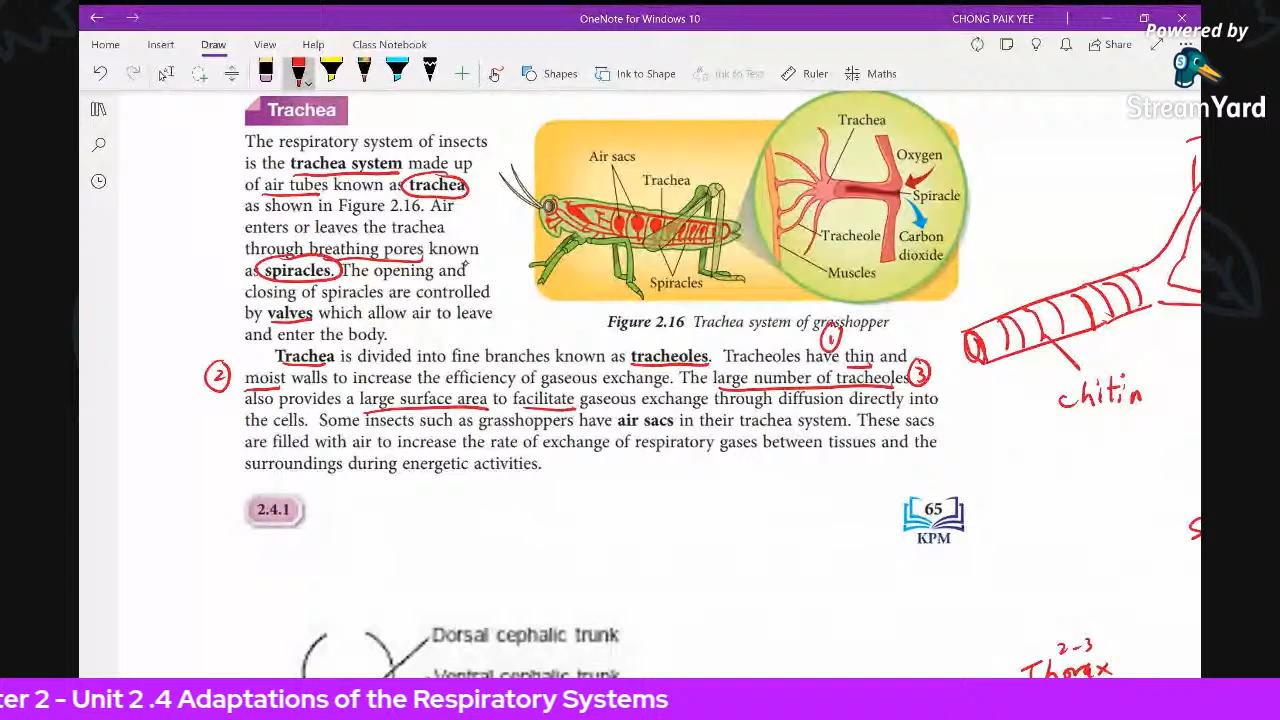 OneNote for Windows 10
CHONG PAIK YEE
Powered by
StreamYard
Home Insert Draw View Help Class Notebook
Share
Shapes Ink to Shape Ink to Text Ruler Maths
Trachea
The respiratory system of insects
is the trachea system made up
of air tubes known as trachea
as shown in Figure 2.16. Air
enters or leaves the trachea
through breathing pores known
as spiracles. The opening and
closing of spiracles are controlled
by valves which allow air to leave
and enter the body.
Air sacs
Trachea
Spiracles
Trachea
Oxygen
Spiracle
Tracheole
Carbon
dioxide
Muscles
Figure 2.16 Trachea system of grasshopper
1
Trachea is divided into fine branches known as tracheoles. Tracheoles have thin and
2
moist walls to increase the efficiency of gaseous exchange. The large number of tracheoles
3
also provides a large surface area to facilitate gaseous exchange through diffusion directly into
the cells. Some insects such as grasshoppers have air sacs in their trachea system. These sacs
are filled with air to increase the rate of exchange of respiratory gases between tissues and the
surroundings during energetic activities.
chitin
2.4.1
65
KPM
Dorsal cephalic trunk
Ventral cephalic trunk
2-3
Thorax
ter 2 - Unit 2 .4 Adaptations of the Respiratory Systems